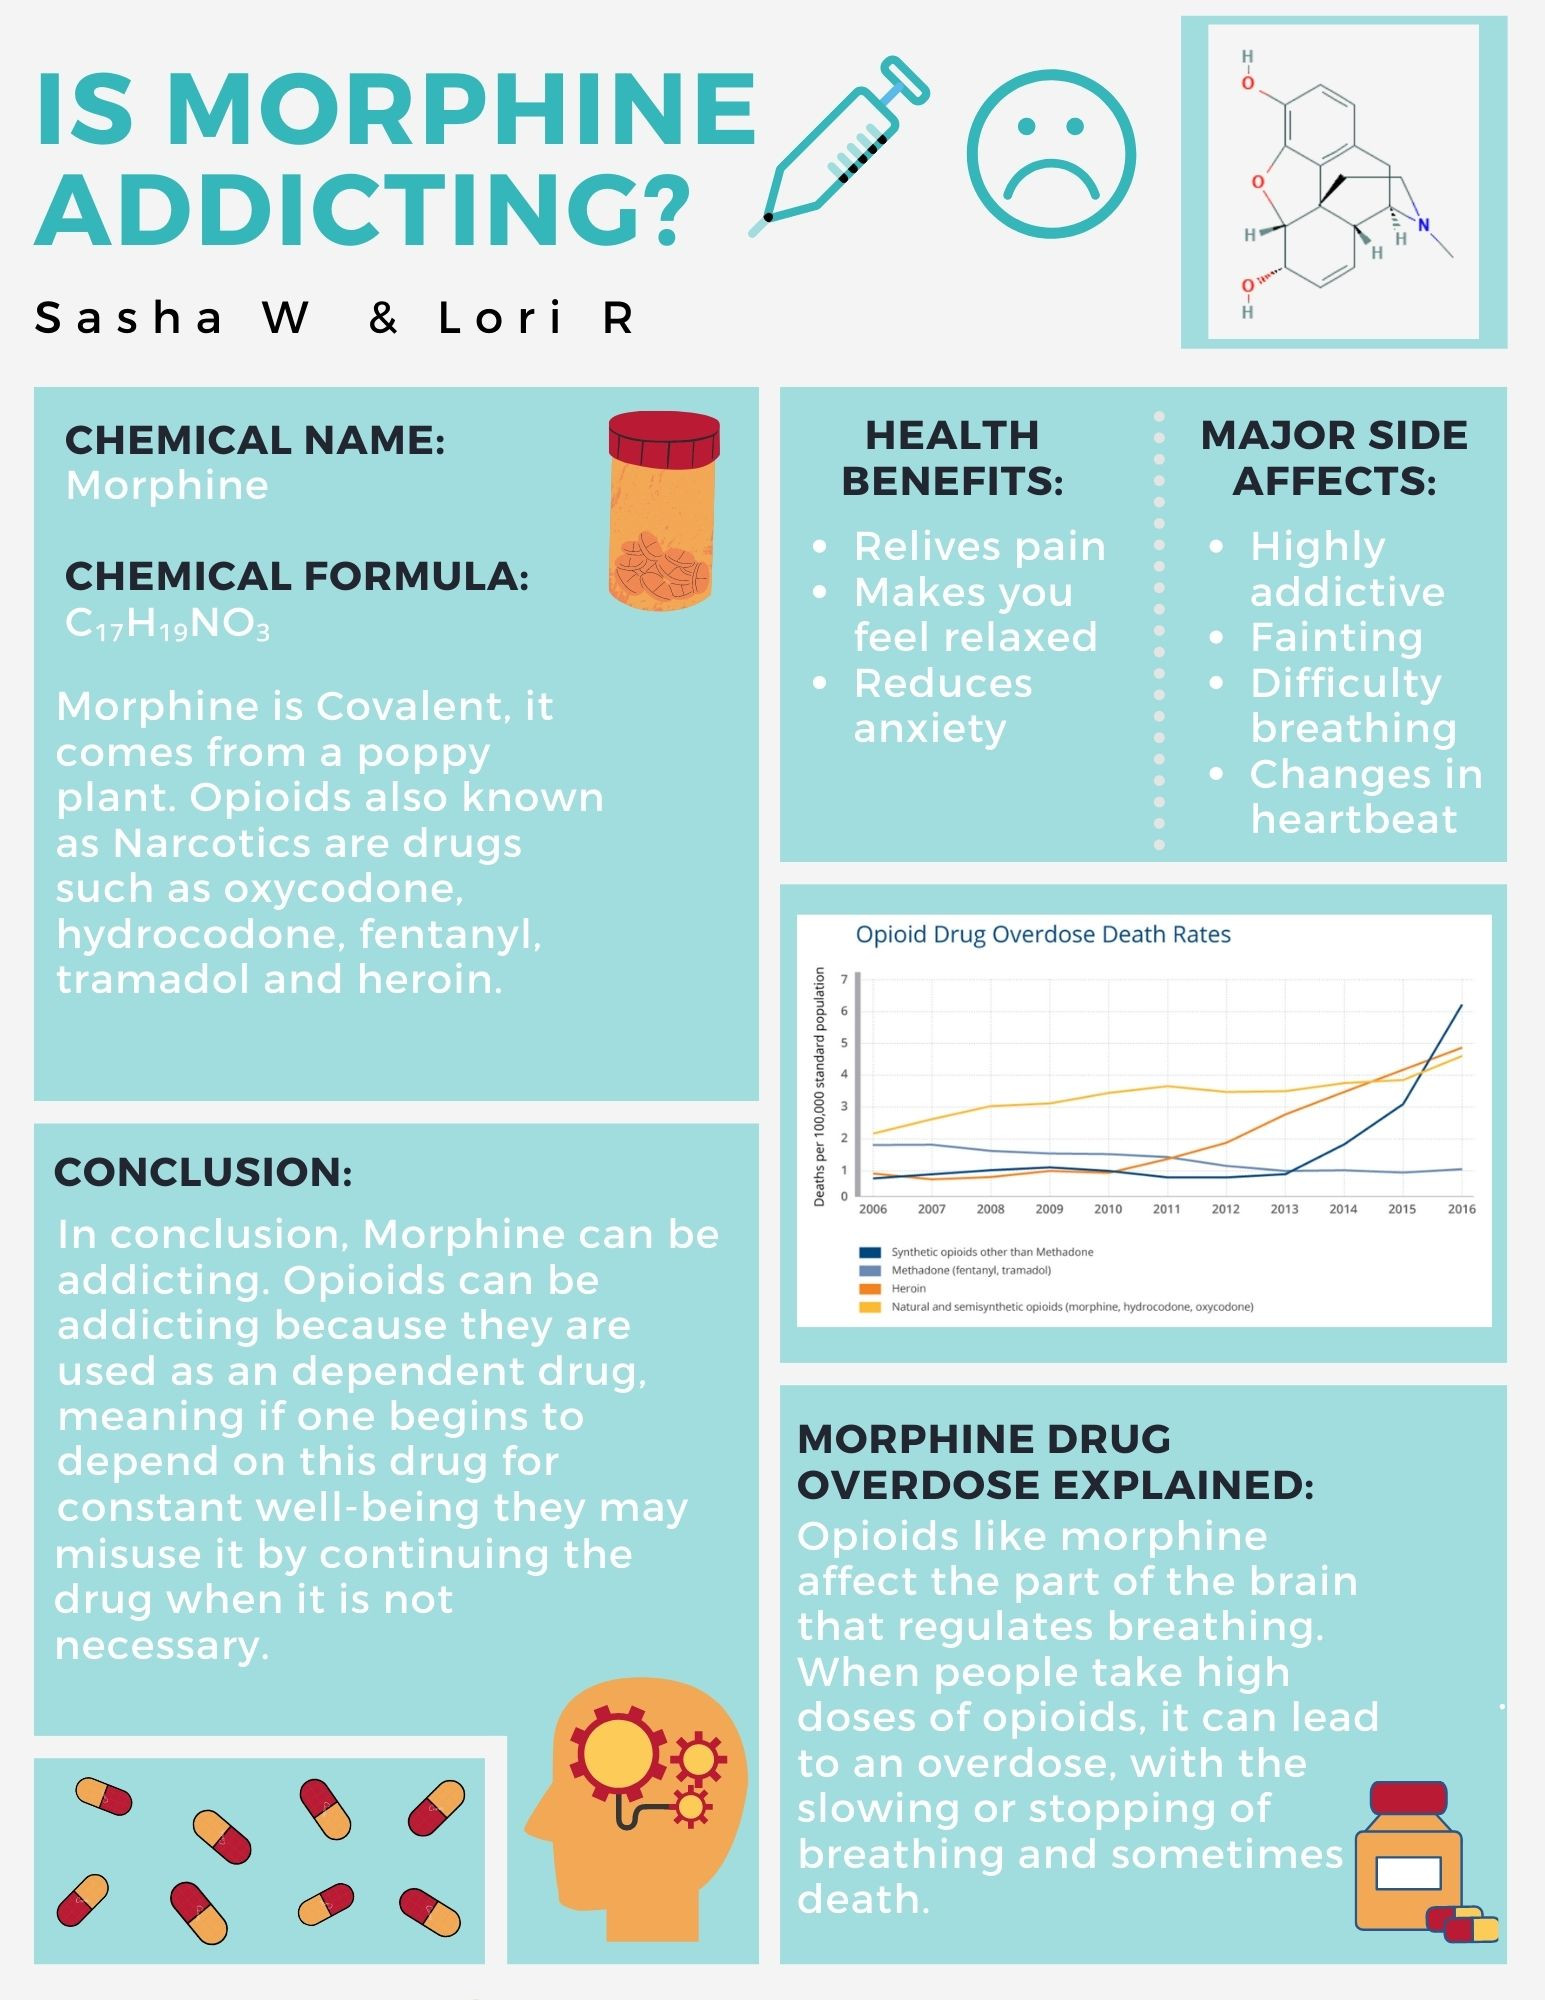 IS MORPHINE
ADDICTING?
Sasha W & Lori R
H
O
O
H
H
H
N
O
H
CHEMICAL NAME:
Morphine
CHEMICAL FORMULA:
C₁₇H₁₉NO₃
Morphine is Covalent, it
comes from a poppy
plant. Opioids also known
as Narcotics are drugs
such as oxycodone,
hydrocodone, fentanyl,
tramadol and heroin.
HEALTH
BENEFITS:
• Relives pain
• Makes you
feel relaxed
• Reduces
anxiety
MAJOR SIDE
AFFECTS:
• Highly
addictive
• Fainting
• Difficulty
breathing
• Changes in
heartbeat
Opioid Drug Overdose Death Rates
Deaths per 100,000 standard population
7
6
5
4
3
2
1
0
2006 2007 2008 2009 2010 2011 2012 2013 2014 2015 2016
Synthetic opioids other than Methadone
Methadone (fentanyl, tramadol)
Heroin
Natural and semisynthetic opioids (morphine, hydrocodone, oxycodone)
CONCLUSION:
In conclusion, Morphine can be
addicting. Opioids can be
addicting because they are
used as an dependent drug,
meaning if one begins to
depend on this drug for
constant well-being they may
misuse it by continuing the
drug when it is not
necessary.
MORPHINE DRUG
OVERDOSE EXPLAINED:
Opioids like morphine
affect the part of the brain
that regulates breathing.
When people take high
doses of opioids, it can lead
to an overdose, with the
slowing or stopping of
breathing and sometimes
death.